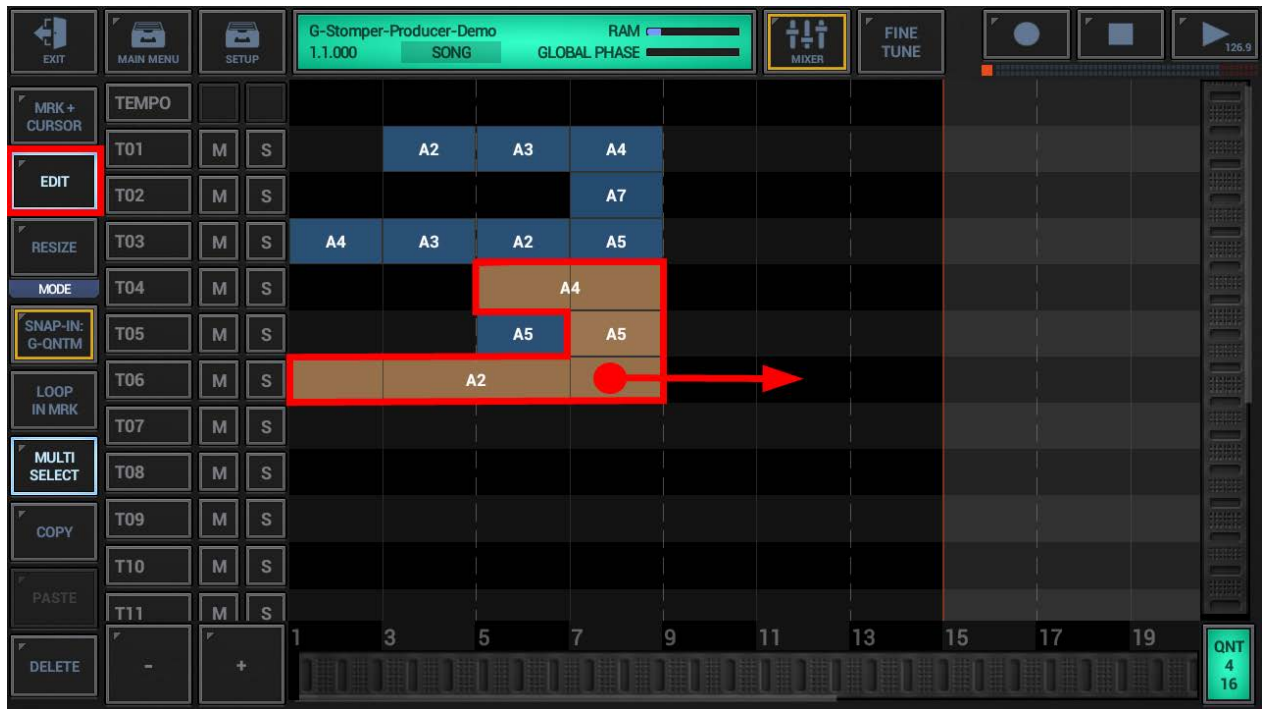 EXIT
MAIN MENU
SETUP
G-Stomper-Producer-Demo
RAM
1.1.000
SONG
GLOBAL PHASE
MIXER
FINE
TUNE
126.9
MRK +
CURSOR
TEMPO
T01 M S A2 A3 A4
EDIT
T02 M S A7
RESIZE
T03 M S A4 A3 A2 A5
MODE
T04 M S A4
SNAP-IN:
G-QNTM
T05 M S A5 A5
T06 M S A2
LOOP
IN MRK
T07 M S
MULTI
SELECT
T08 M S
COPY
T09 M S
T10 M S
PASTE
T11 M S
1 3 5 7 9 11 13 15 17 19
DELETE
- +
QNT
4
16